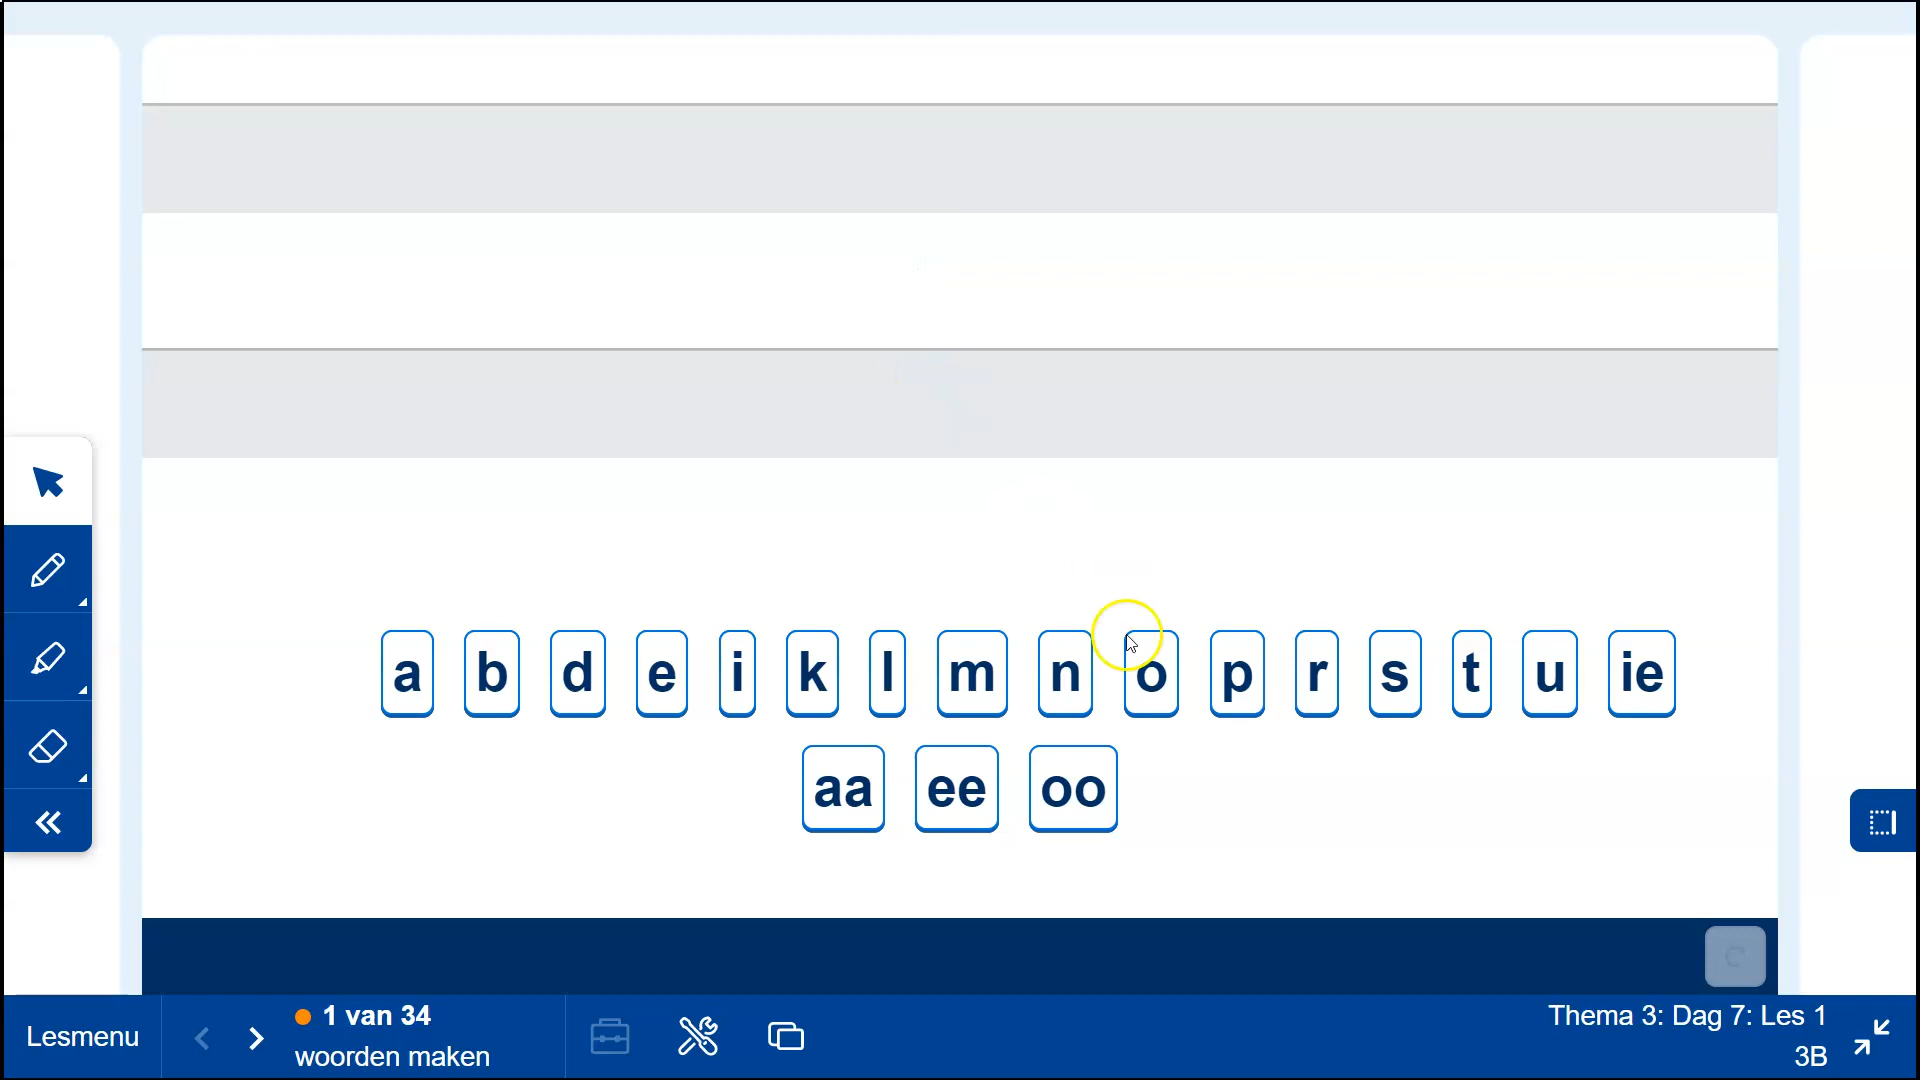 a b d e i k l m n o p r s t u ie
aa ee oo
C
Lesmenu
1 van 34
woorden maken
Thema 3: Dag 7: Les 1
3B